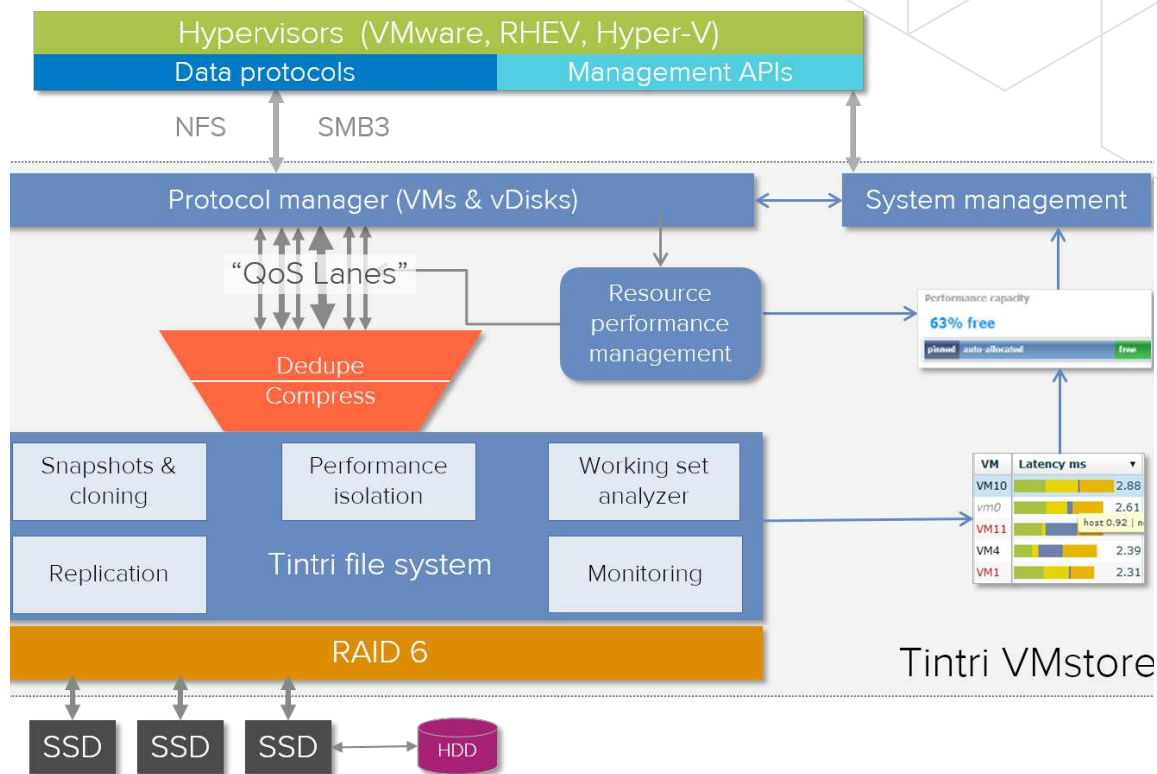 Hypervisors (VMware, RHEV, Hyper-V)
Data protocols
Management APIs
NFS
SMB3
Protocol manager (VMs & vDisks)
System management
“QoS Lanes”
Resource
performance
management
Performance capacity
63% free
pinned
auto-allocated
free
Dedupe
Compress
Snapshots &
cloning
Performance
isolation
Working set
analyzer
Replication
Tintri file system
Monitoring
VM Latency ms
VM10 2.88
vm0 2.61
VM11 host 0.92 |
VM4 2.39
VM1 2.31
RAID 6
Tintri VMstore
SSD
SSD
SSD
HDD